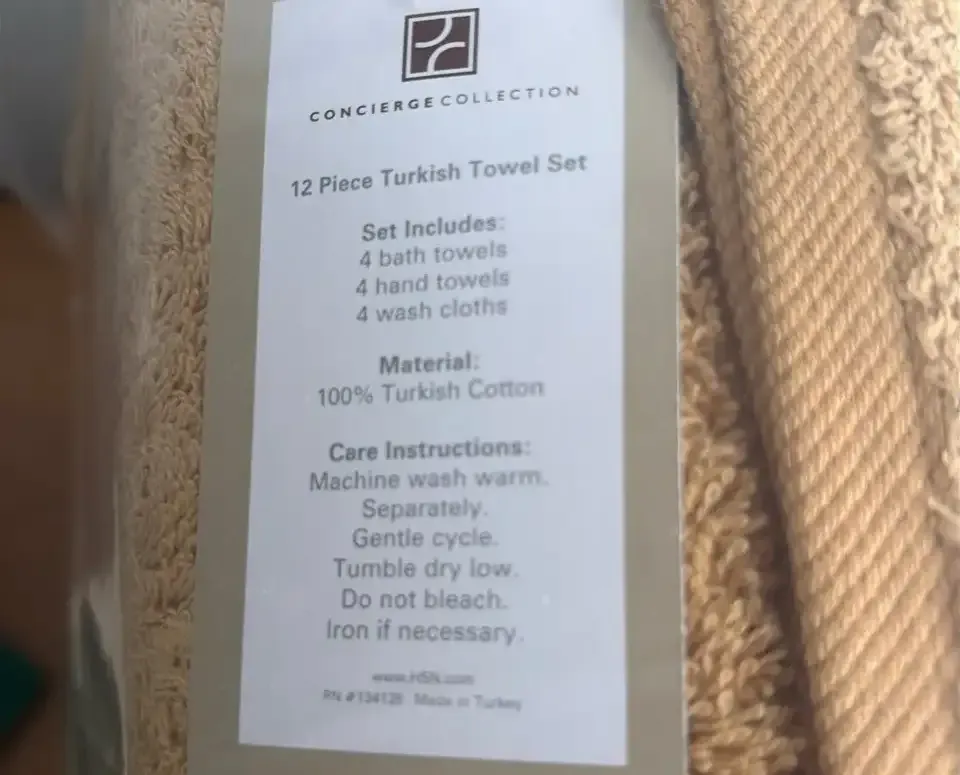 CONCIERGE COLLECTION
12 Piece Turkish Towel Set
Set Includes:
4 bath towels
4 hand towels
4 wash cloths
Material:
100% Turkish Cotton
Care Instructions:
Machine wash warm.
Separately.
Gentle cycle.
Tumble dry low.
Do not bleach.
Iron if necessary.
www.HSN.com
RN #134128 Made in Turkey